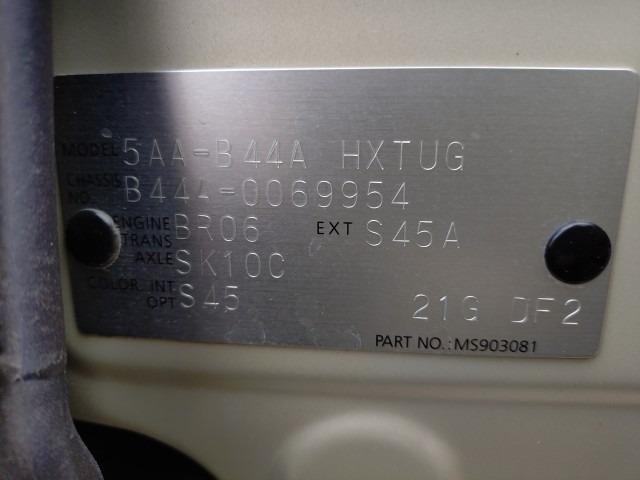 MODEL 5AA-B44A HXTUG
CHASSIS NO. B44A-0069954
ENGINE BR06 EXT S45A
TRANS AXLE SK10C
COLOR, INT OPT S45
21G DF2
PART NO.:MS903081